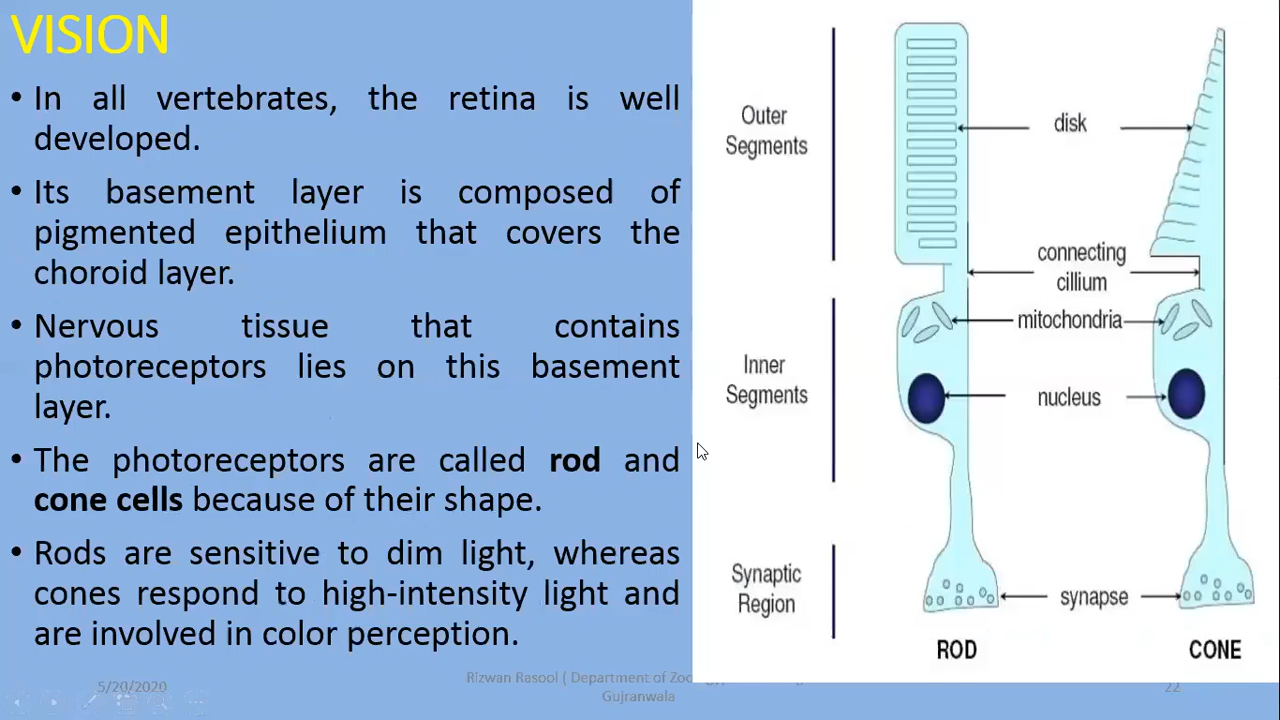 VISION
• In all vertebrates, the retina is well
developed.
• Its basement layer is composed of
pigmented epithelium that covers the
choroid layer.
• Nervous tissue that contains
photoreceptors lies on this basement
layer.
• The photoreceptors are called rod and
cone cells because of their shape.
• Rods are sensitive to dim light, whereas
cones respond to high-intensity light and
are involved in color perception.
Outer
Segments
disk
connecting
cillium
mitochondria
Inner
Segments
nucleus
Synaptic
Region
synapse
ROD
CONE
5/20/2020
Rizwan Rasool ( Department of
Gujranwala
22